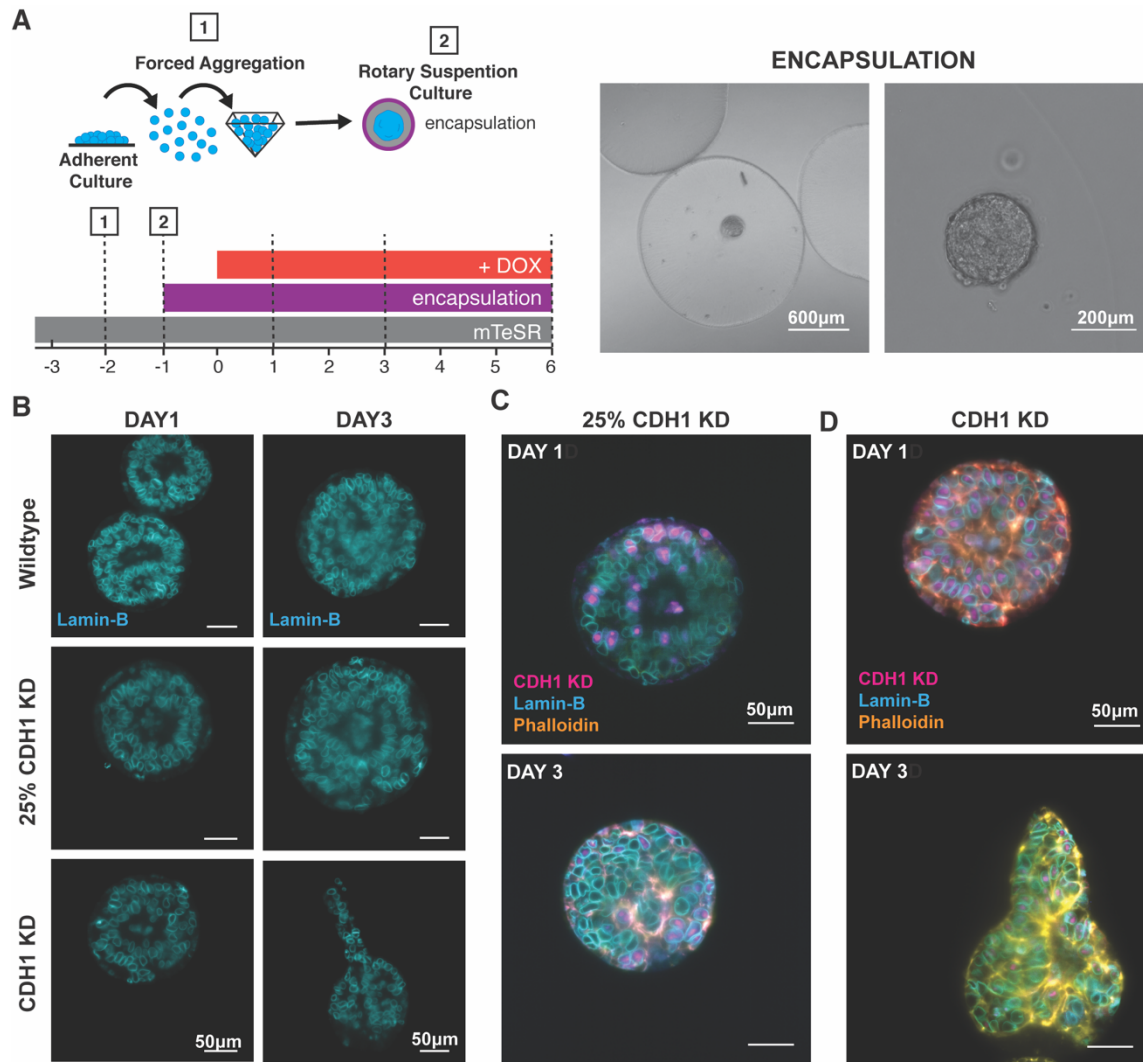 A
1
Forced Aggregation
2
Rotary Suspention
Culture
encapsulation
Adherent
Culture
1
2
+ DOX
encapsulation
mTeSR
-3 -2 -1 0 1 2 3 4 5 6
ENCAPSULATION
600µm
200µm
B
DAY1
DAY3
Wildtype
Lamin-B
Lamin-B
25% CDH1 KD
CDH1 KD
50µm
50µm
C
25% CDH1 KD
DAY 1D
CDH1 KD
Lamin-B
Phalloidin
50µm
DAY 3
D
CDH1 KD
DAY 1D
CDH1 KD
Lamin-B
Phalloidin
50µm
DAY 3D